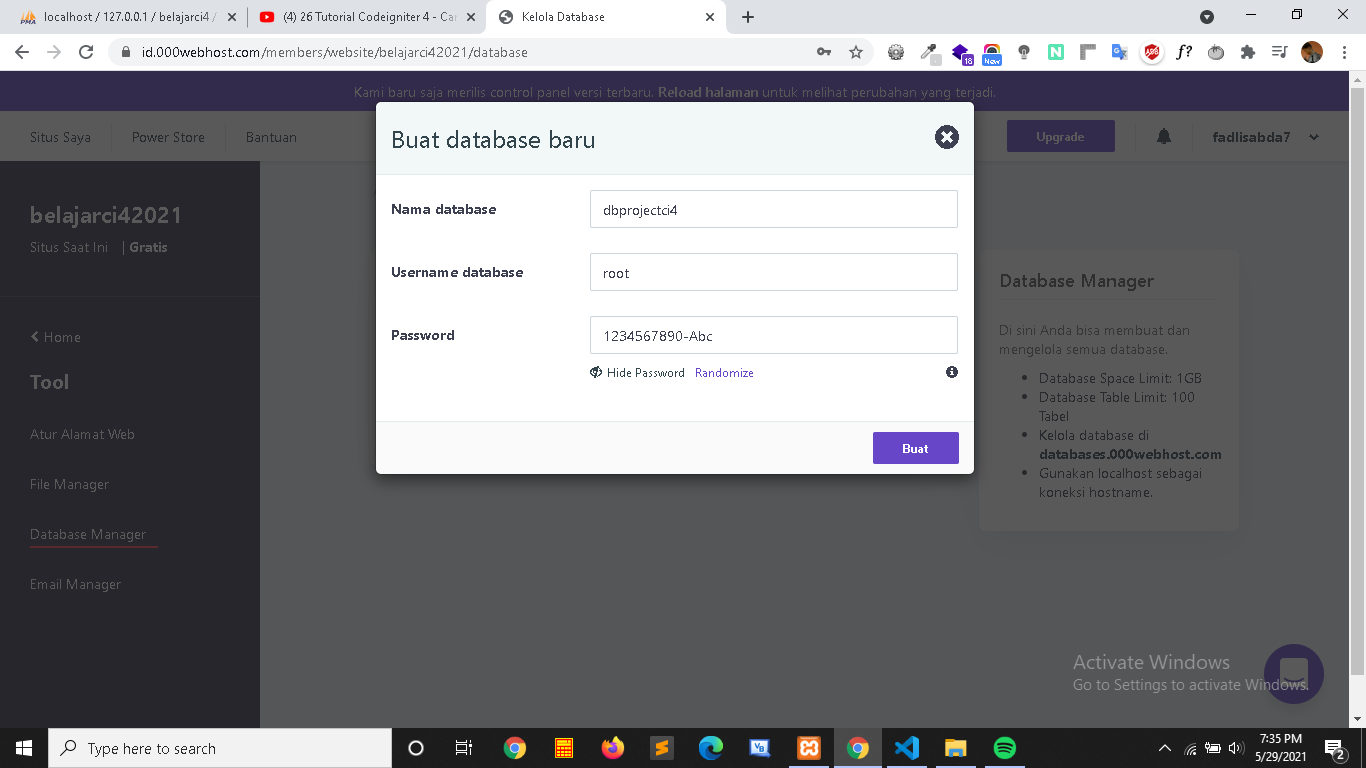 localhost / 127.0.0.1 / belajarci4 /
(4) 26 Tutorial Codeigniter 4 - Car
Kelola Database
id.000webhost.com/members/website/belajarci42021/database
18
New
ABP
f?
Kami baru saja merilis control panel versi terbaru. Reload halaman untuk melihat perubahan yang terjadi.
Situs Saya
Power Store
Bantuan
Upgrade
fadlisabda7
belajarci42021
Situs Saat Ini | Gratis
Home
Tool
Atur Alamat Web
File Manager
Database Manager
Email Manager
Buat database baru
Nama database
dbprojectci4
Username database
root
Password
1234567890-Abc
Hide Password
Randomize
Buat
Database Manager
Di sini Anda bisa membuat dan
mengelola semua database.
Database Space Limit: 1GB
Database Table Limit: 100
Tabel
Kelola database di
databases.000webhost.com
Gunakan localhost sebagai
koneksi hostname.
Activate Windows
Go to Settings to activate Windows.
Type here to search
7:35 PM
5/29/2021
2